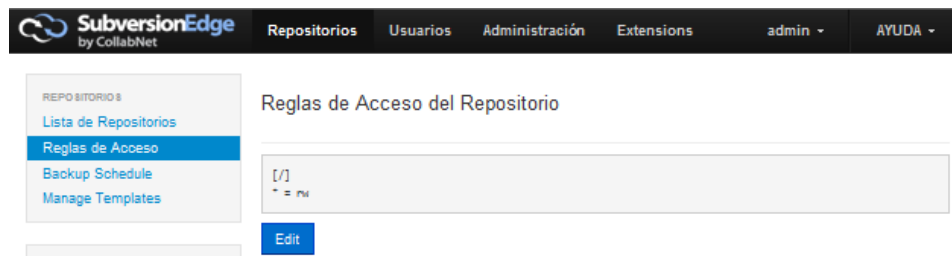 SubversionEdge
by CollabNet
Repositorios Usuarios Administración Extensions admin AYUDA
REPOSITORIOS
Lista de Repositorios
Reglas de Acceso
Backup Schedule
Manage Templates
Reglas de Acceso del Repositorio
[/]
* = rw
Edit